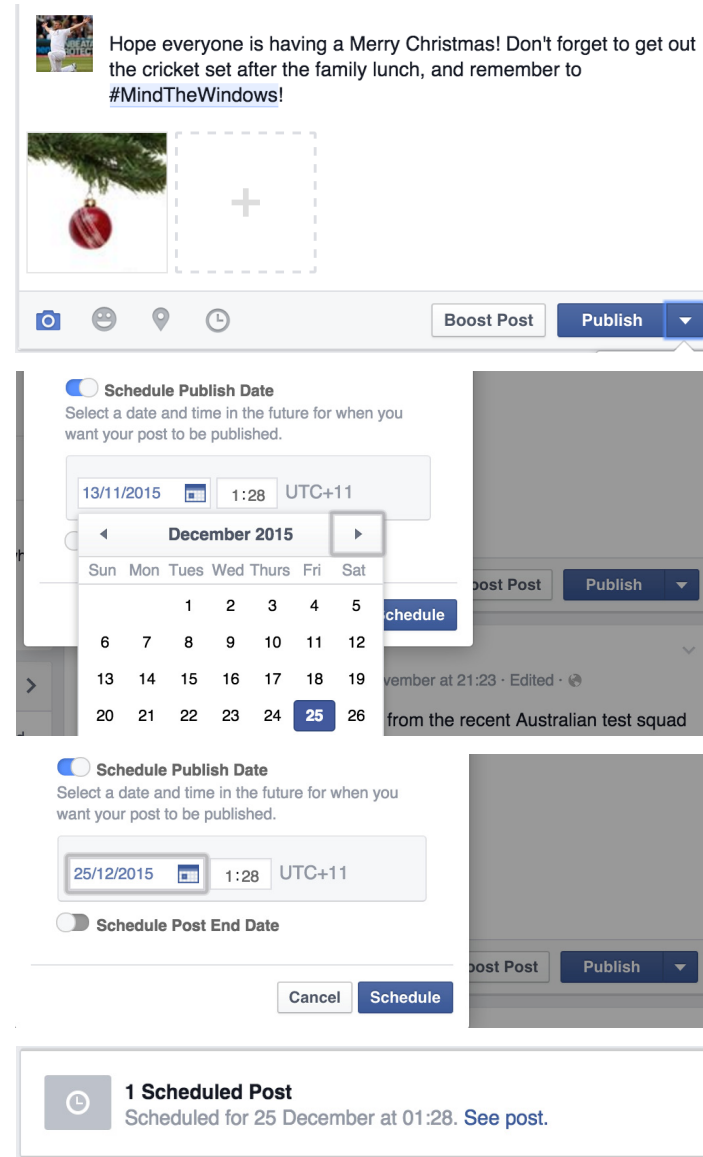 Hope everyone is having a Merry Christmas! Don't forget to get out
the cricket set after the family lunch, and remember to
#MindTheWindows!
Boost Post Publish
Schedule Publish Date
Select a date and time in the future for when you
want your post to be published.
13/11/2015 1:28 UTC+11
December 2015
Sun Mon Tues Wed Thurs Fri Sat
1 2 3 4 5
6 7 8 9 10 11 12
13 14 15 16 17 18 19
20 21 22 23 24 25 26
oost Post Publish
chedule
vember at 21:23 · Edited ·
from the recent Australian test squad
Schedule Publish Date
Select a date and time in the future for when you
want your post to be published.
25/12/2015 1:28 UTC+11
Schedule Post End Date
oost Post Publish
Cancel Schedule
1 Scheduled Post
Scheduled for 25 December at 01:28. See post.